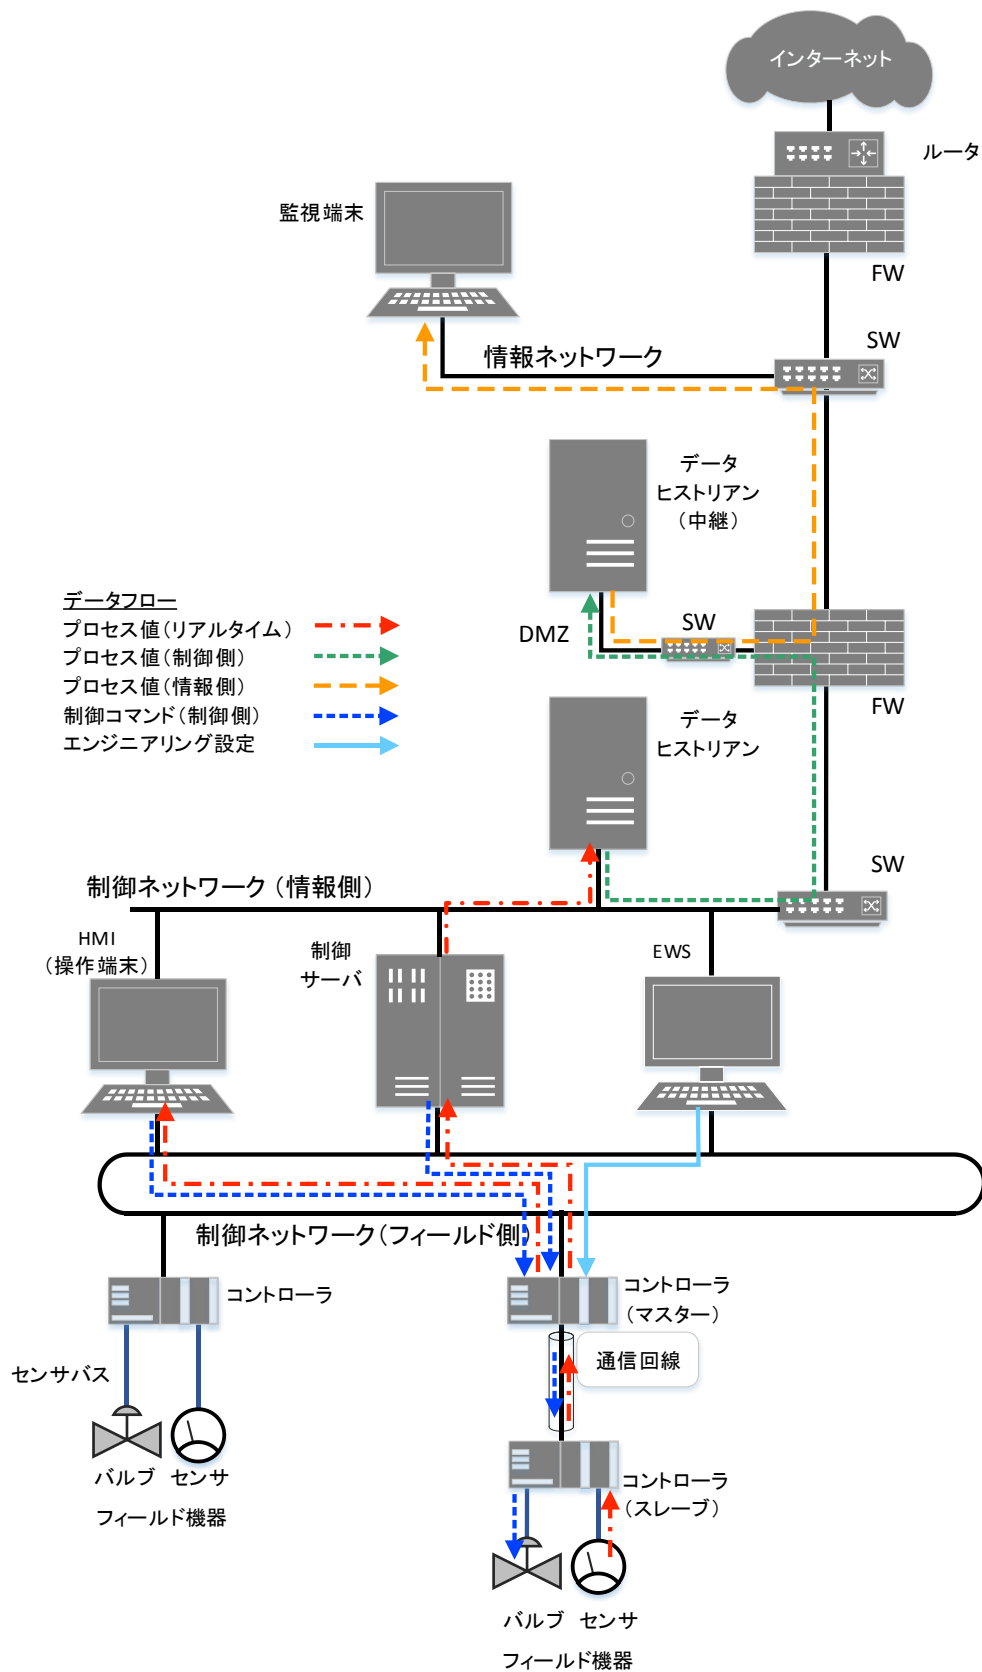 インターネット
ルータ
監視端末
FW
SW
情報ネットワーク
データ
ヒストリアン
(中継)
データフロー
プロセス値(リアルタイム)
プロセス値(制御側)
プロセス値(情報側)
制御コマンド(制御側)
エンジニアリング設定
SW
DMZ
FW
データ
ヒストリアン
SW
制御ネットワーク(情報側)
HMI
(操作端末)
制御
サーバ
EWS
制御ネットワーク(フィールド側)
コントローラ
コントローラ
(マスター)
通信回線
センサバス
バルブ センサ
フィールド機器
コントローラ
(スレーブ)
バルブ センサ
フィールド機器